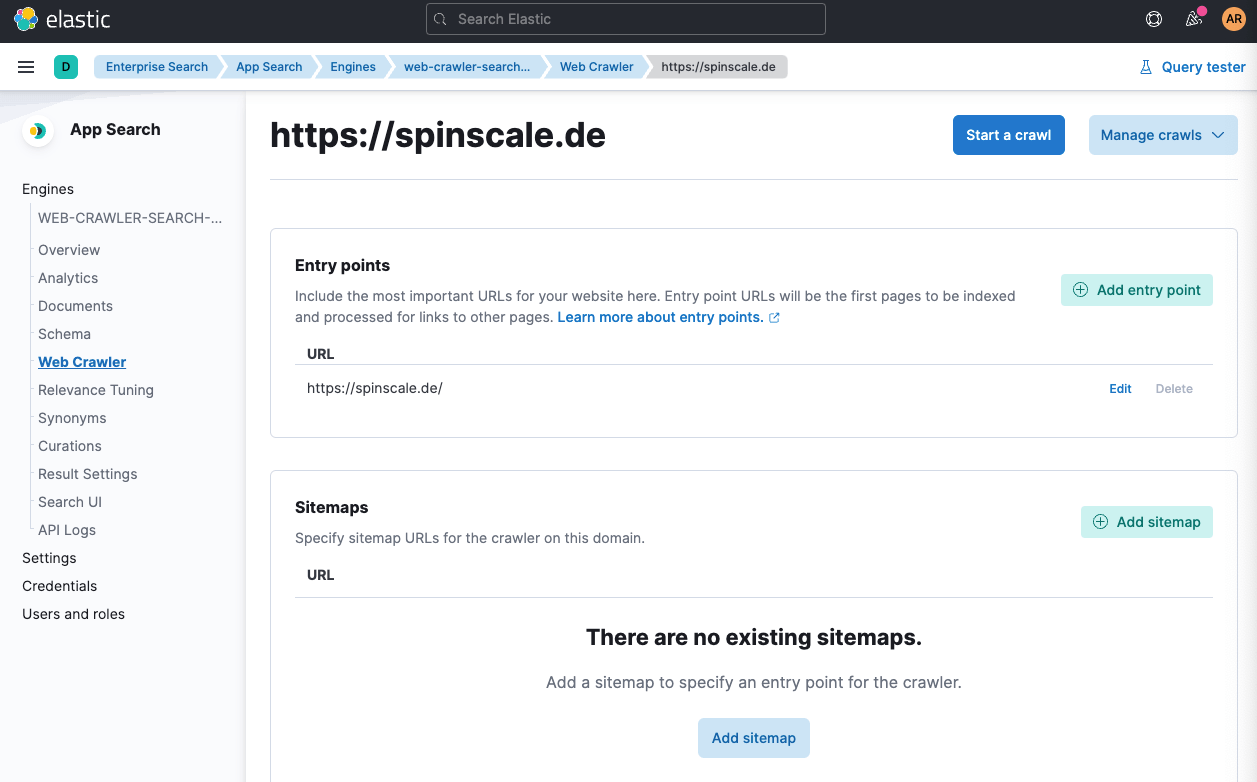 elastic
Search Elastic
AR
D
Enterprise Search
App Search
Engines
web-crawler-search...
Web Crawler
https://spinscale.de
Query tester
App Search
Engines
WEB-CRAWLER-SEARCH-...
Overview
Analytics
Documents
Schema
Web Crawler
Relevance Tuning
Synonyms
Curations
Result Settings
Search UI
API Logs
Settings
Credentials
Users and roles
https://spinscale.de
Start a crawl
Manage crawls
Entry points
Include the most important URLs for your website here. Entry point URLs will be the first pages to be indexed
and processed for links to other pages. Learn more about entry points.
Add entry point
URL
https://spinscale.de/
Edit
Delete
Sitemaps
Specify sitemap URLs for the crawler on this domain.
Add sitemap
URL
There are no existing sitemaps.
Add a sitemap to specify an entry point for the crawler.
Add sitemap